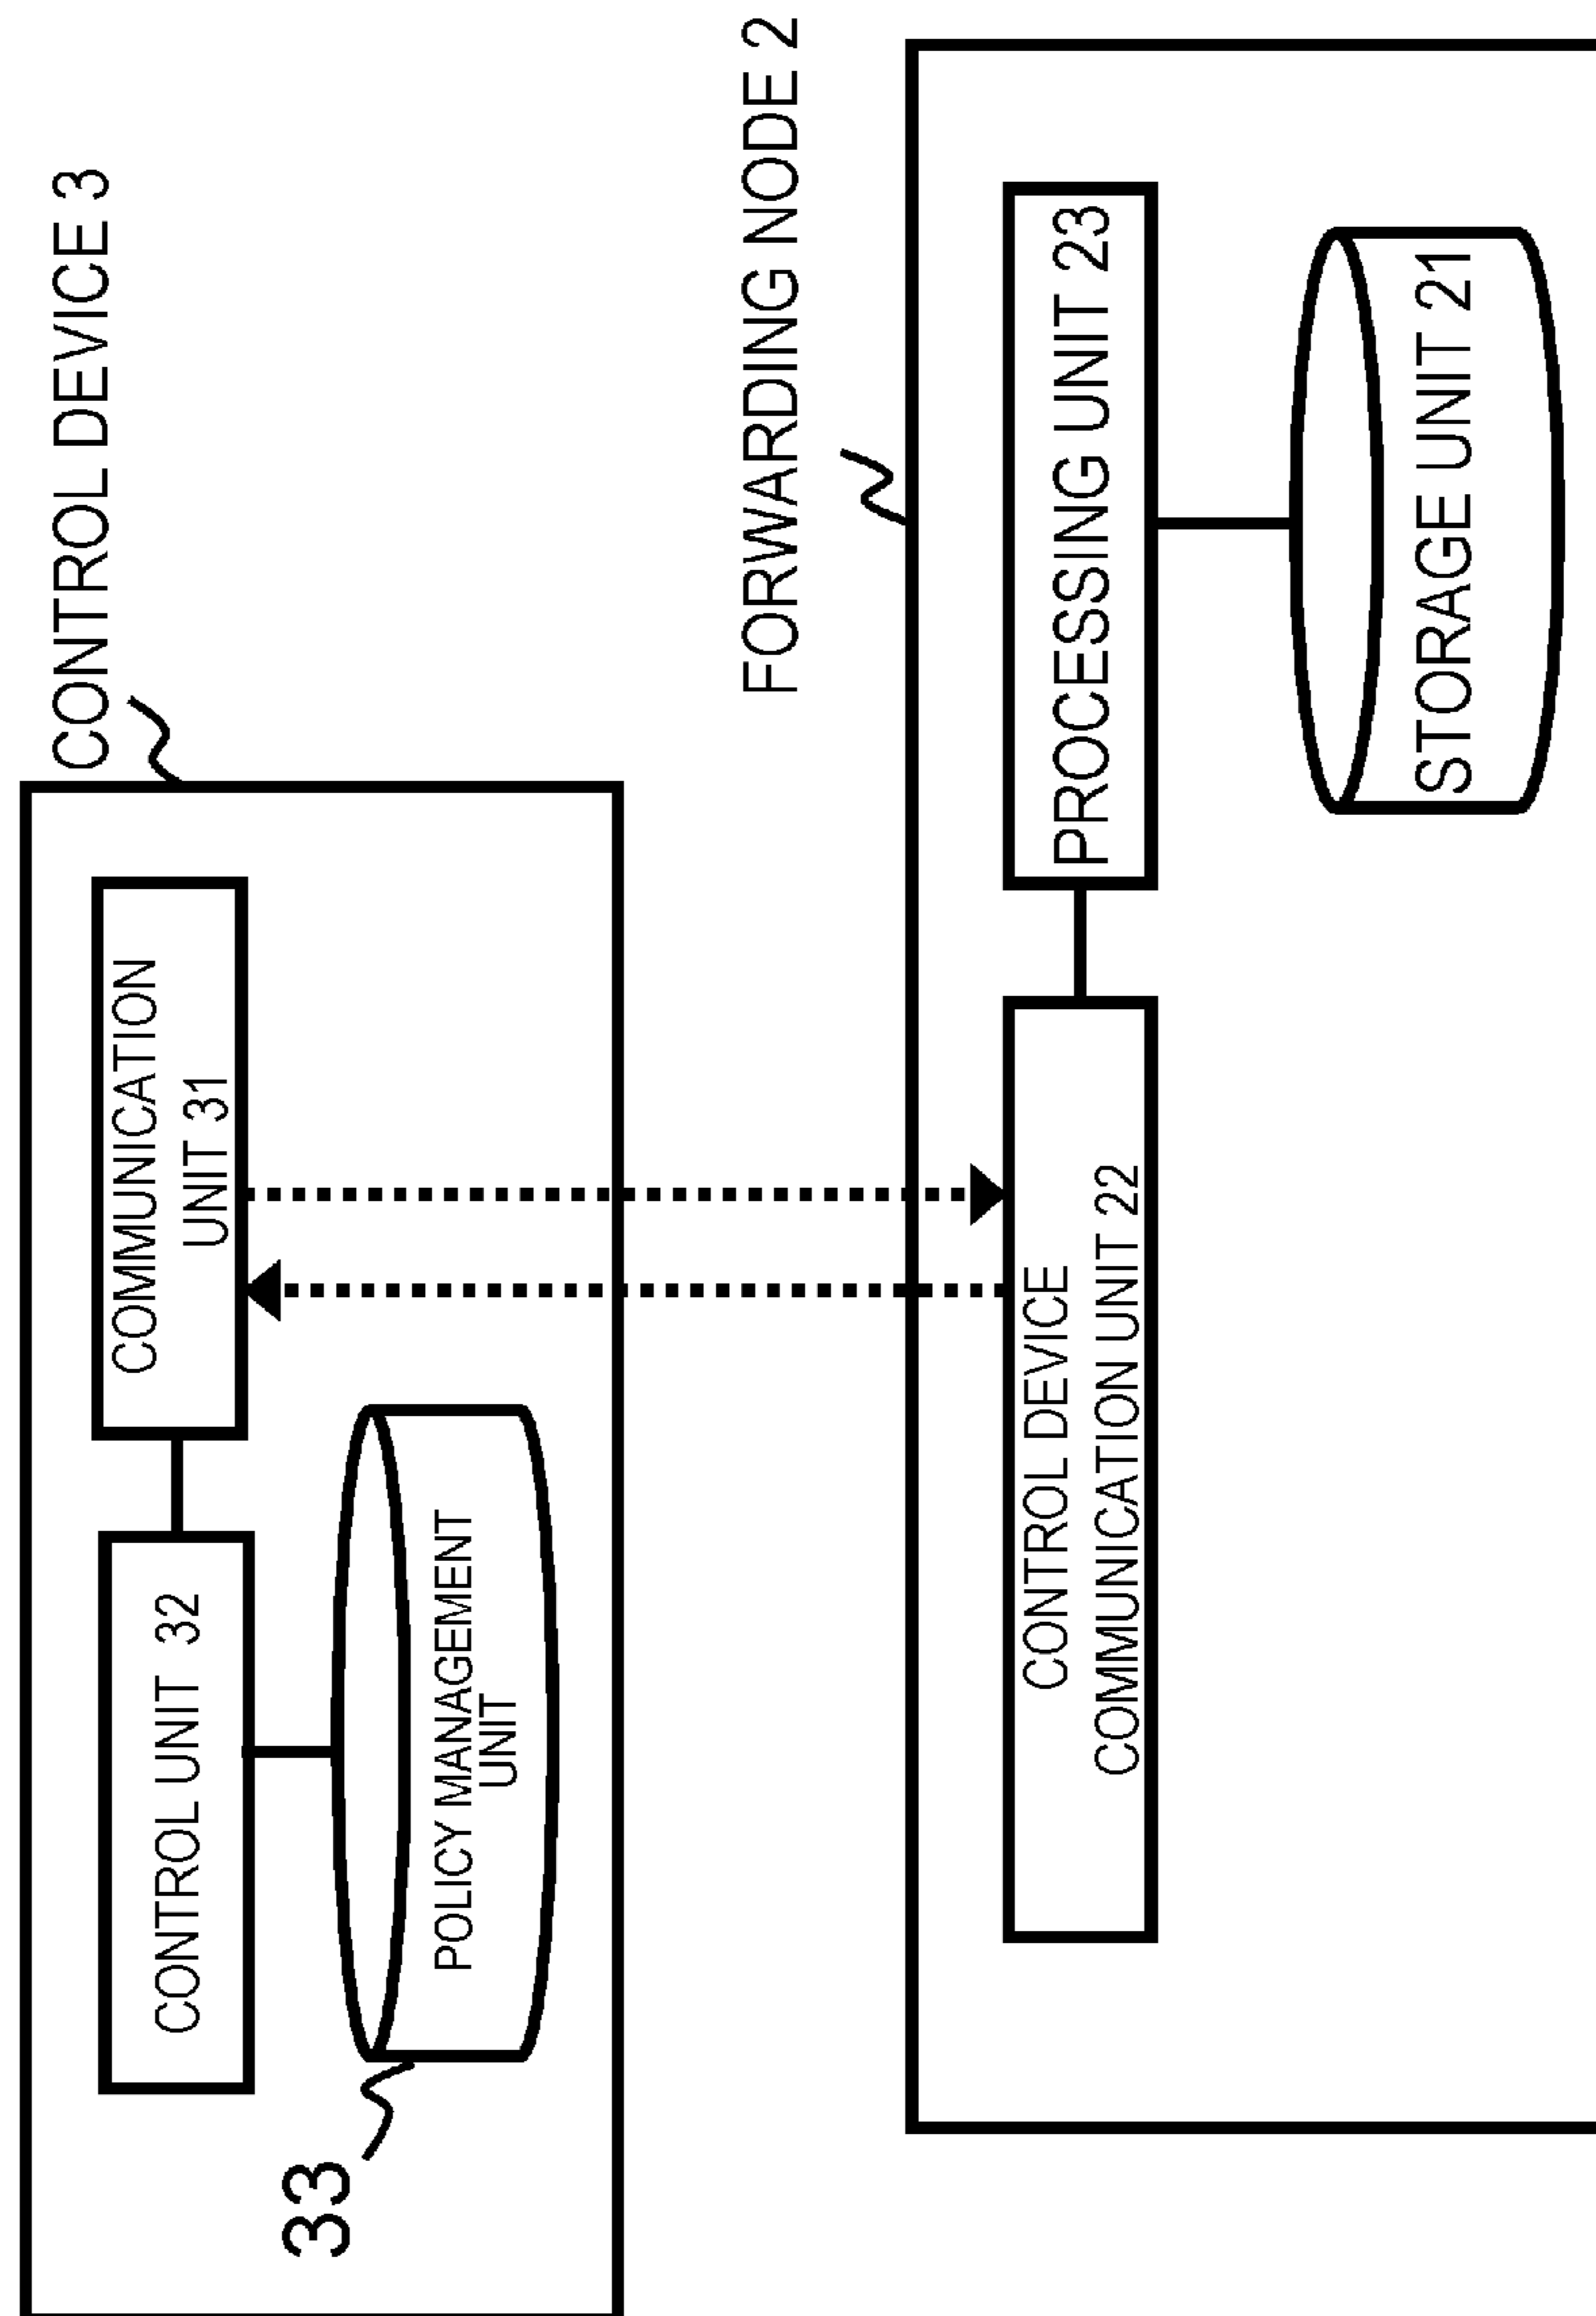 CONTROL DEVICE 3
CONTROL UNIT 32
COMMUNICATION
UNIT 31
33
POLICY MANAGEMENT
UNIT
FORWARDING NODE 2
CONTROL DEVICE
COMMUNICATION UNIT 22
PROCESSING UNIT 23
STORAGE UNIT 21